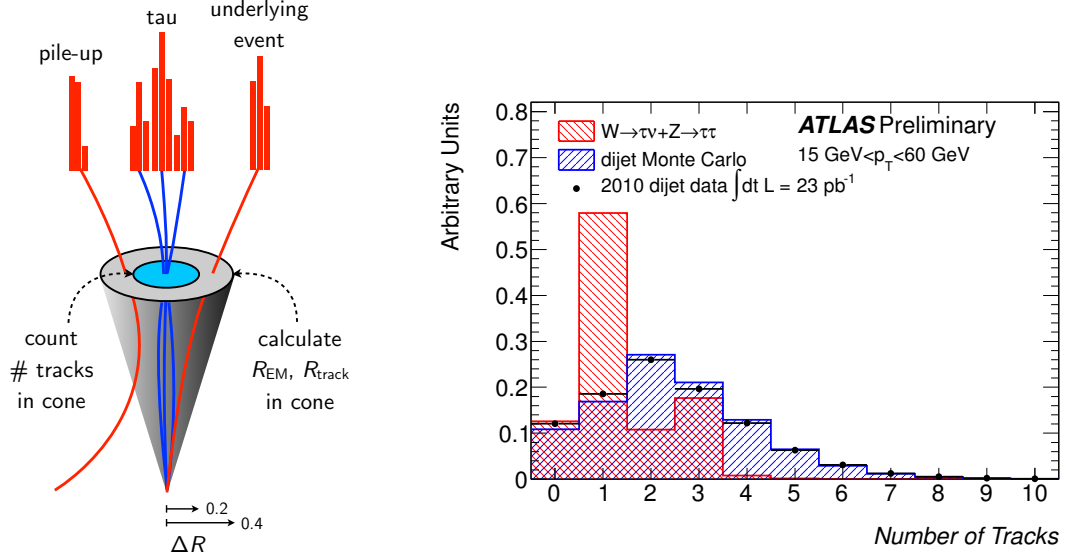 pile-up
tau
underlying
event
count
# tracks
in cone
calculate
R_EM, R_track
in cone
0.2
0.4
ΔR
Arbitrary Units
0.8
0.7
0.6
0.5
0.4
0.3
0.2
0.1
0
W→τν+Z→ττ
dijet Monte Carlo
2010 dijet data ∫dt L = 23 pb⁻¹
ATLAS Preliminary
15 GeV<p_T<60 GeV
0 1 2 3 4 5 6 7 8 9 10
Number of Tracks